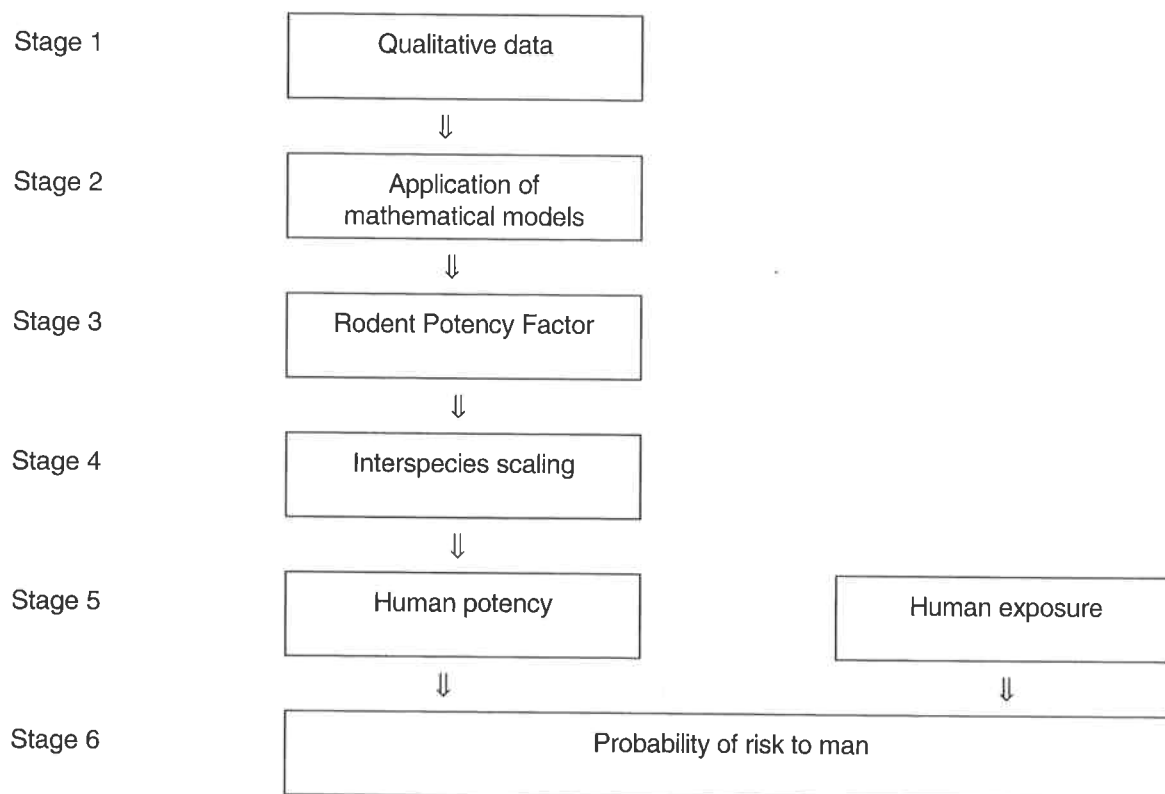 Stage 1
Qualitative data
Stage 2
Application of
mathematical models
Stage 3
Rodent Potency Factor
Stage 4
Interspecies scaling
Stage 5
Human potency
Human exposure
Stage 6
Probability of risk to man